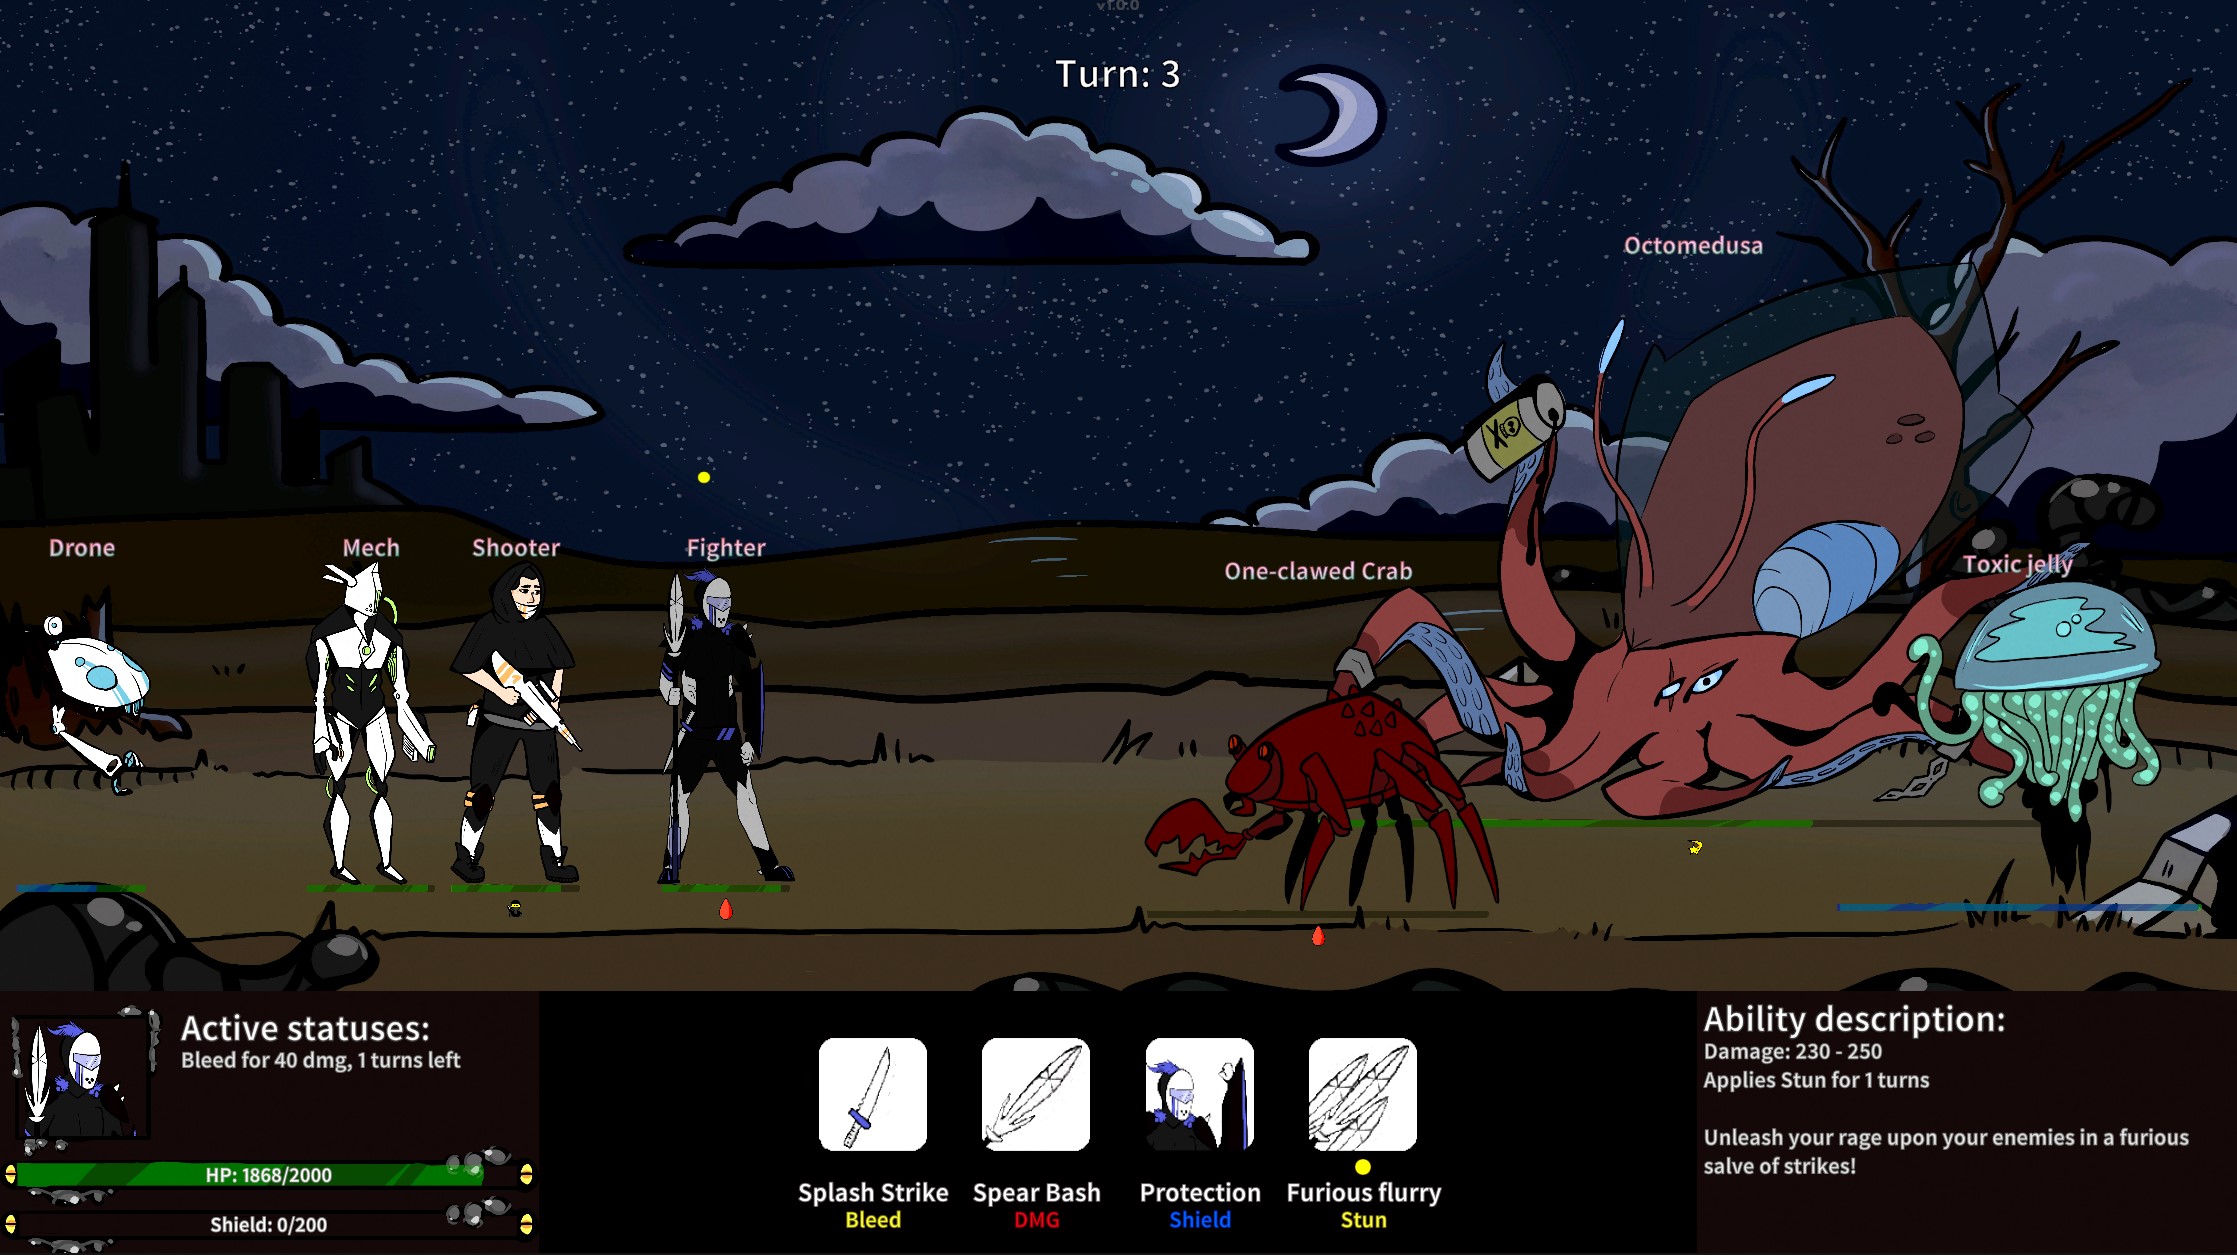 v1.0.0
Turn: 3
Octomedusa
Drone
Mech
Shooter
Fighter
One-clawed Crab
Toxic jelly
Active statuses:
Bleed for 40 dmg, 1 turns left
HP: 1868/2000
Shield: 0/200
Splash Strike
Bleed
Spear Bash
DMG
Protection
Shield
Furious flurry
Stun
Ability description:
Damage: 230 - 250
Applies Stun for 1 turns
Unleash your rage upon your enemies in a furious
salve of strikes!